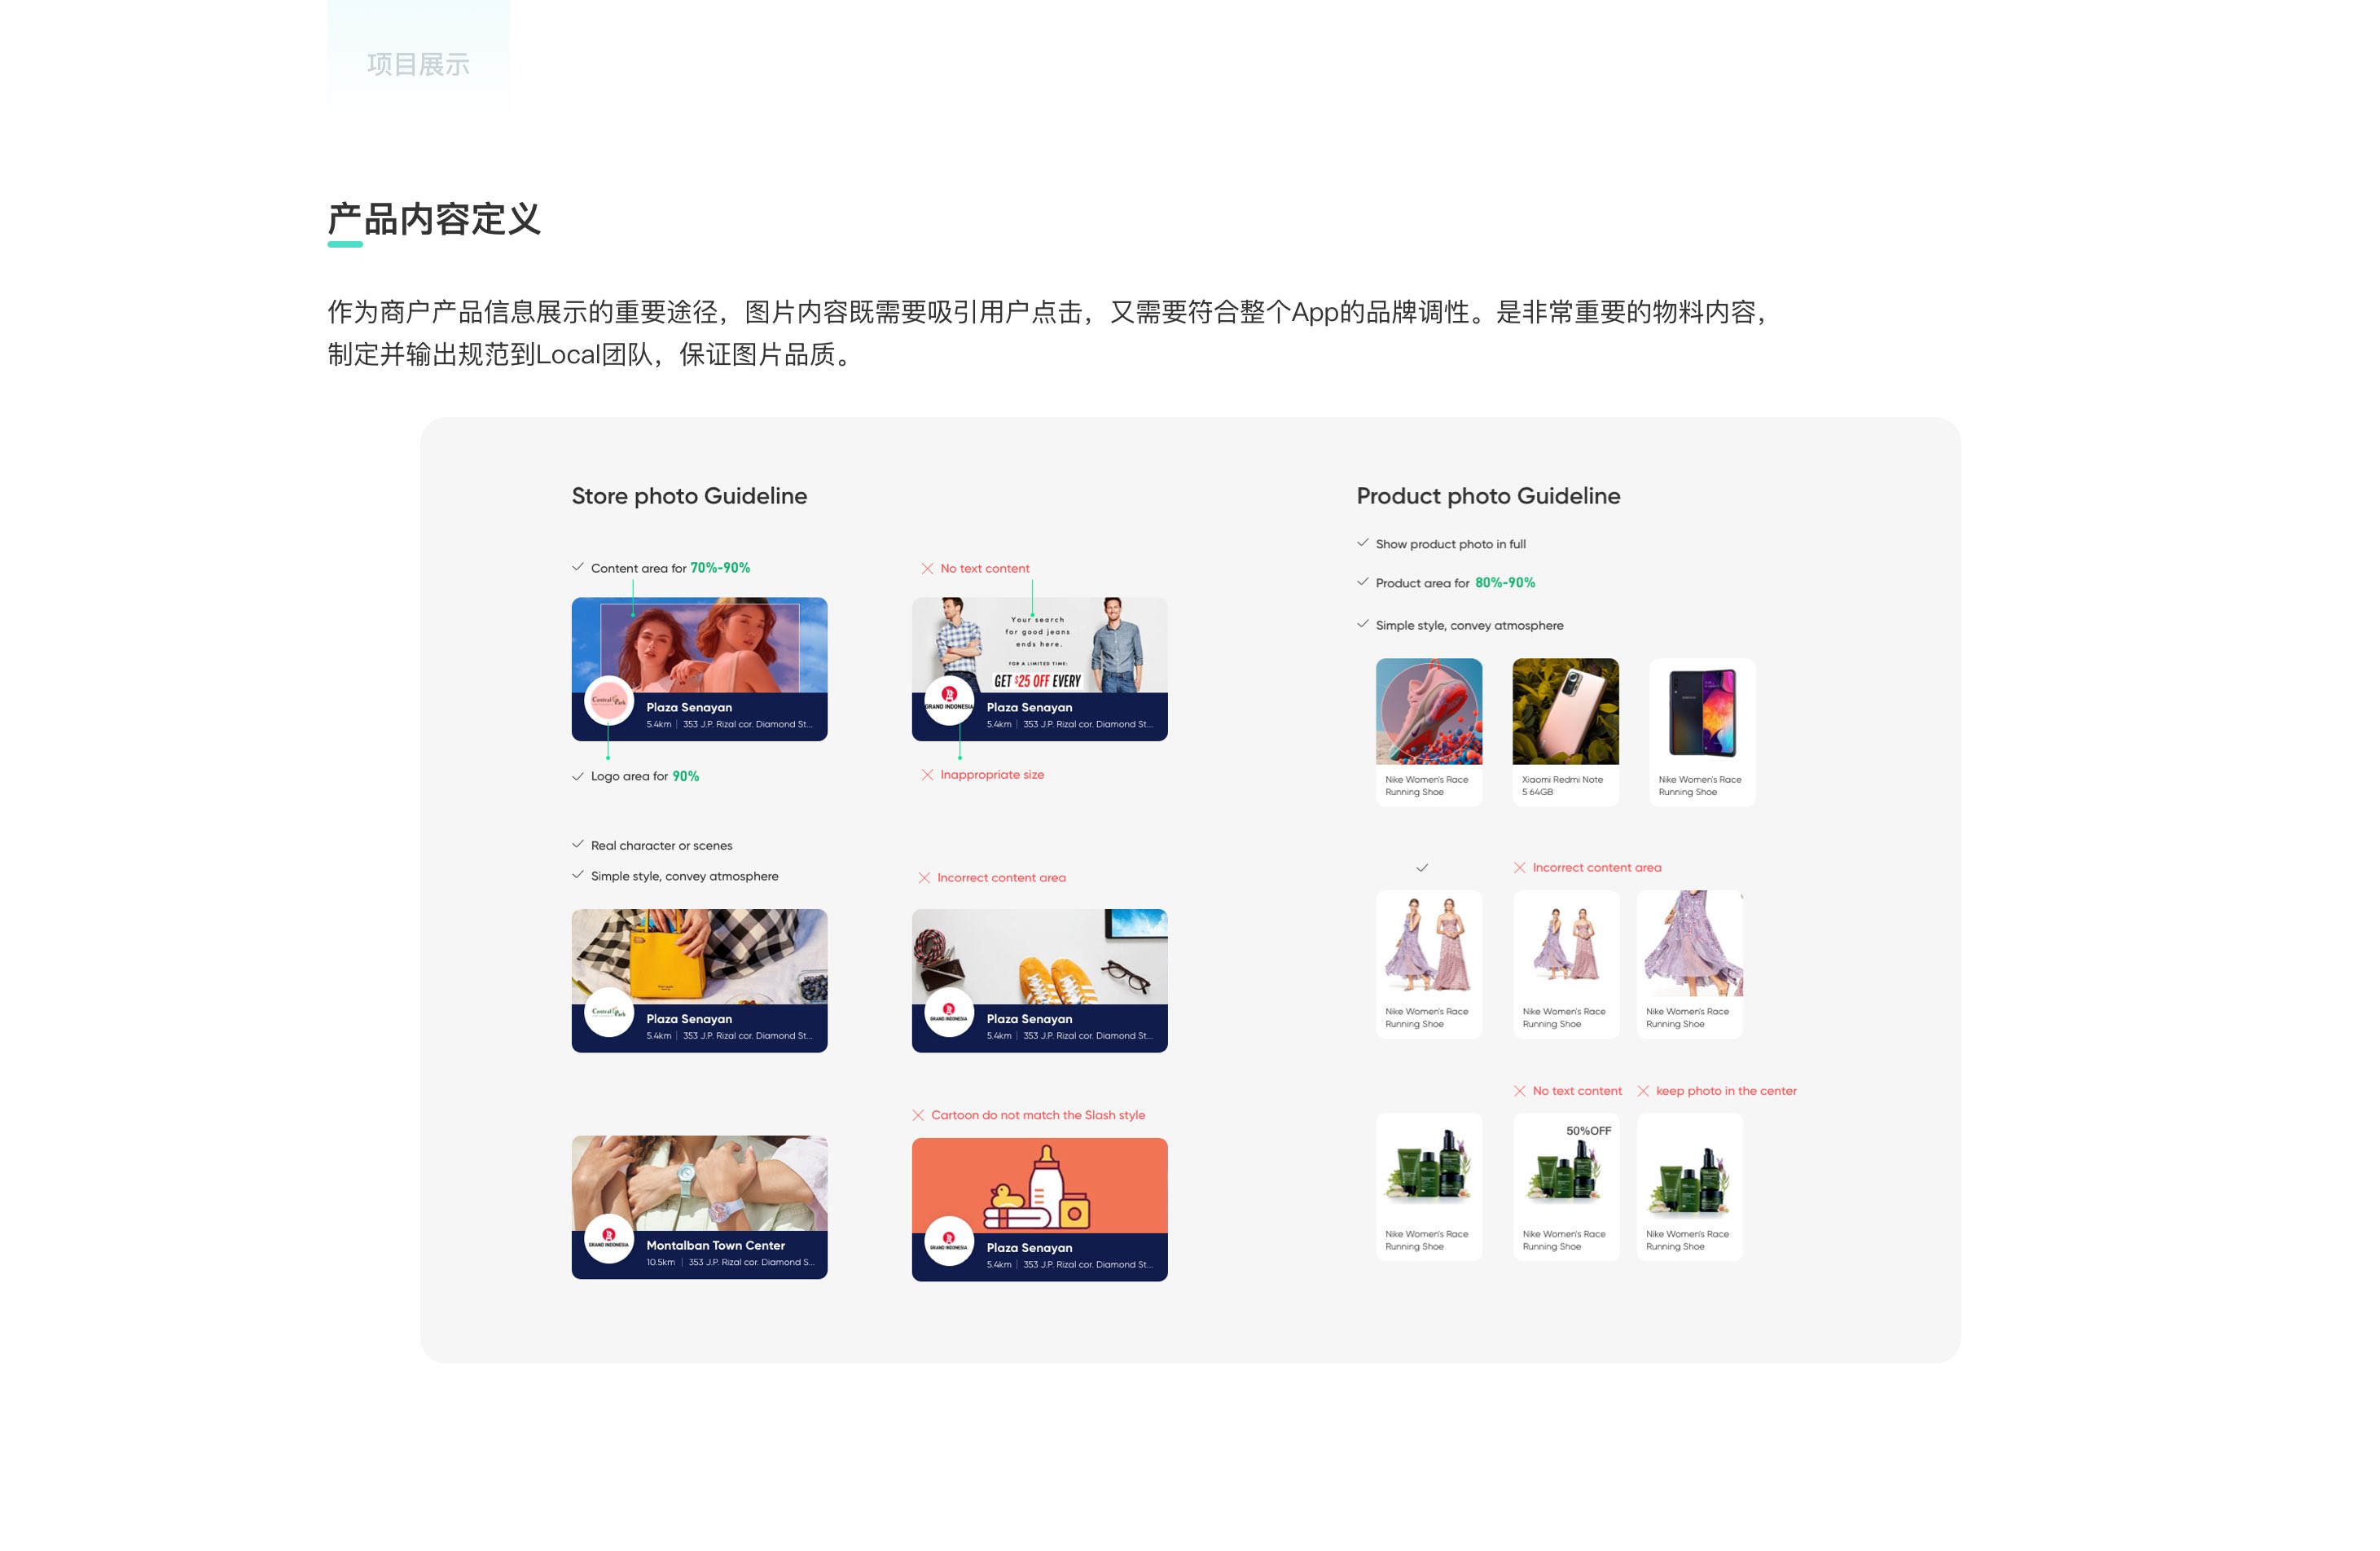 项目展示
产品内容定义
作为商户产品信息展示的重要途径，图片内容既需要吸引用户点击，又需要符合整个App的品牌调性。是非常重要的物料内容，
制定并输出规范到Local团队，保证图片品质。
Store photo Guideline
Content area for 70%-90%
No text content
Your search
for good jeans
ends here.
FOR A LIMITED TIME:
GET $25 OFF EVERY
Central Park
Plaza Senayan
5.4km | 353 J.P. Rizal cor. Diamond St...
GRAND INDONESIA
Plaza Senayan
5.4km | 353 J.P. Rizal cor. Diamond St...
Logo area for 90%
Inappropriate size
Real character or scenes
Simple style, convey atmosphere
Incorrect content area
Central Park
Plaza Senayan
5.4km | 353 J.P. Rizal cor. Diamond St...
GRAND INDONESIA
Plaza Senayan
5.4km | 353 J.P. Rizal cor. Diamond St...
Cartoon do not match the Slash style
GRAND INDONESIA
Montalban Town Center
10.5km | 353 J.P. Rizal cor. Diamond S...
GRAND INDONESIA
Plaza Senayan
5.4km | 353 J.P. Rizal cor. Diamond St...
Product photo Guideline
Show product photo in full
Product area for 80%-90%
Simple style, convey atmosphere
Nike Women's Race
Running Shoe
Xiaomi Redmi Note
5 64GB
SAMSUNG
Nike Women's Race
Running Shoe
Incorrect content area
Nike Women's Race
Running Shoe
Nike Women's Race
Running Shoe
Nike Women's Race
Running Shoe
No text content
keep photo in the center
50%OFF
Nike Women's Race
Running Shoe
Nike Women's Race
Running Shoe
Nike Women's Race
Running Shoe